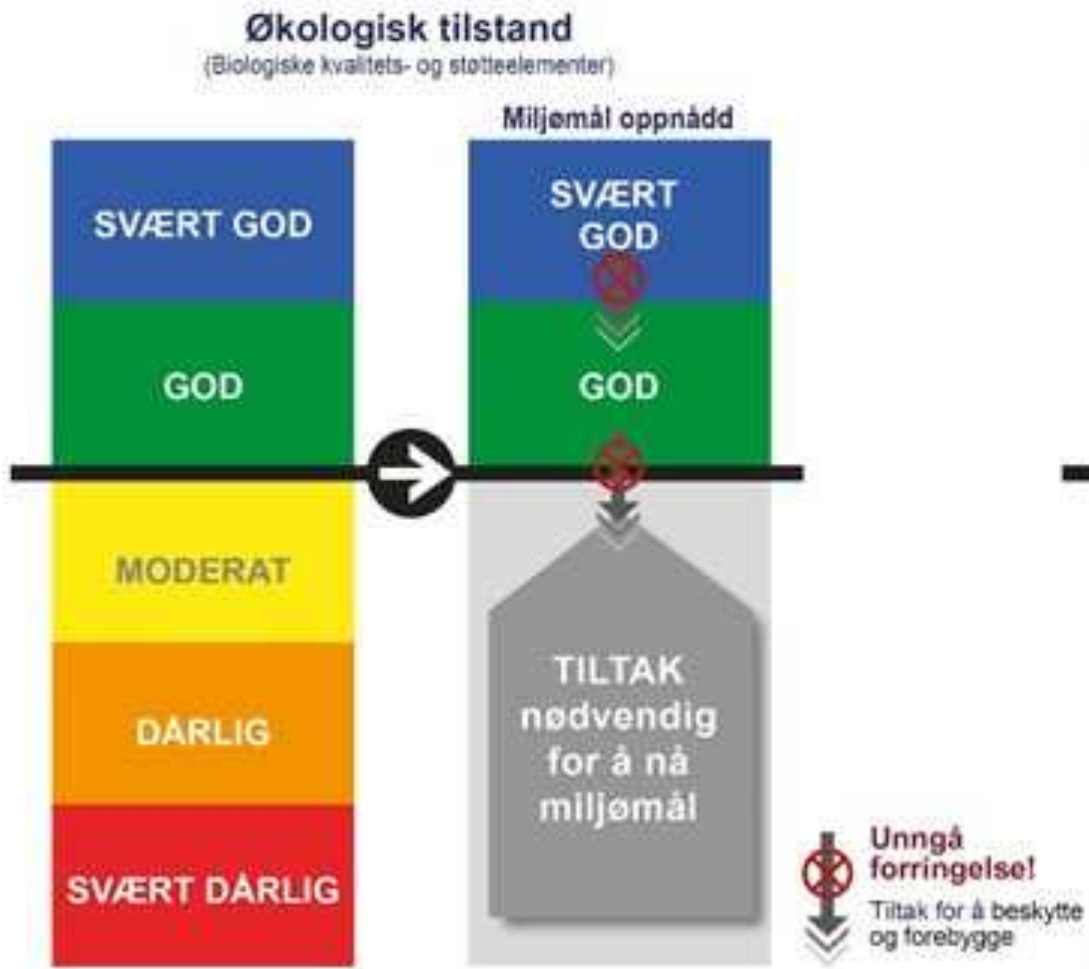 Økologisk tilstand
(Biologiske kvalitets- og støtteelementer)
Miljømål oppnådd
SVÆRT GOD
GOD
MODERAT
DÅRLIG
SVÆRT DÅRLIG
SVÆRT
GOD
GOD
TILTAK
nødvendig
for å nå
miljømål
Unngå
forringelse!
Tiltak for å beskytte
og forebygge